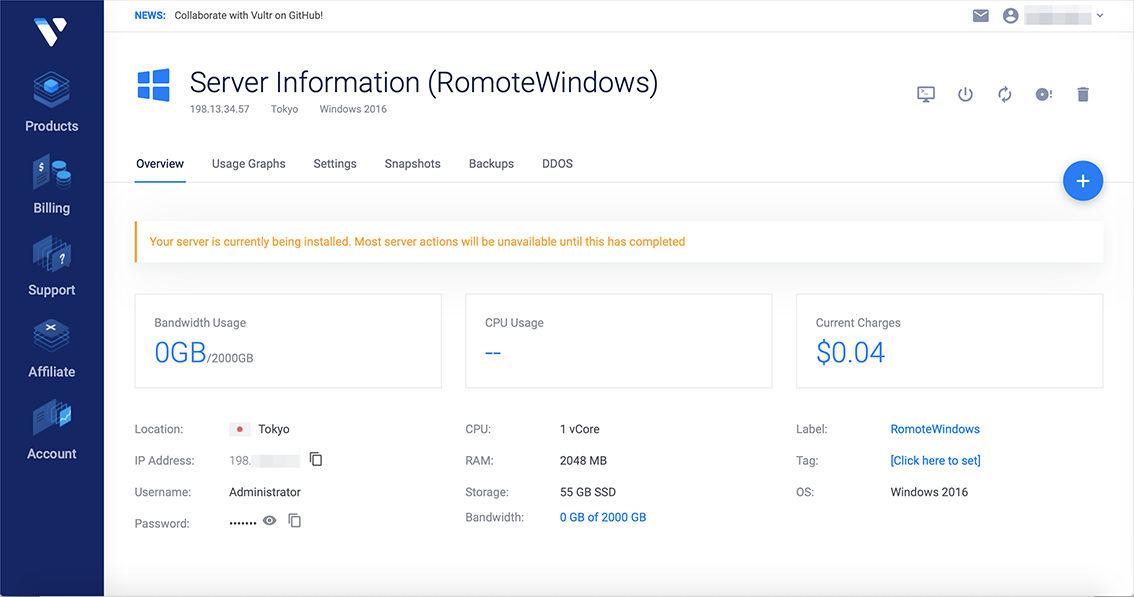 NEWS: Collaborate with Vultr on GitHub!
Server Information (RomoteWindows)
198.13.34.57 Tokyo Windows 2016
Products
Billing
Support
Affiliate
Account
Overview Usage Graphs Settings Snapshots Backups DDOS
Your server is currently being installed. Most server actions will be unavailable until this has completed
Bandwidth Usage
0GB/2000GB
CPU Usage
--
Current Charges
$0.04
Location: Tokyo
IP Address: 198.
Username: Administrator
Password: •••••••
CPU: 1 vCore
RAM: 2048 MB
Storage: 55 GB SSD
Bandwidth: 0 GB of 2000 GB
Label: RomoteWindows
Tag: [Click here to set]
OS: Windows 2016